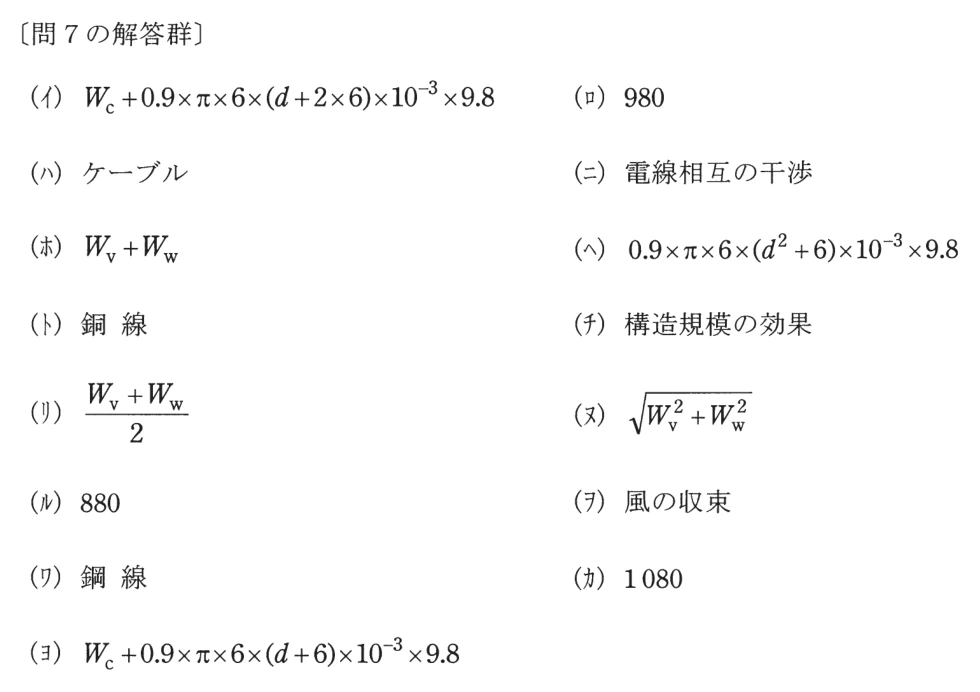 〔問 7 の解答群〕
(イ) W_c + 0.9×π×6×(d + 2×6)×10^{-3}×9.8 (ロ) 980
(ハ) ケーブル (ニ) 電線相互の干渉
(ホ) W_v + W_w (ヘ) 0.9×π×6×(d^2 + 6)×10^{-3}×9.8
(ト) 銅 線 (チ) 構造規模の効果
(リ) \frac{W_v + W_w}{2} (ヌ) \sqrt{W_v^2 + W_w^2}
(ル) 880 (ヲ) 風の収束
(ワ) 鋼 線 (カ) 1 080
(ヨ) W_c + 0.9×π×6×(d + 6)×10^{-3}×9.8